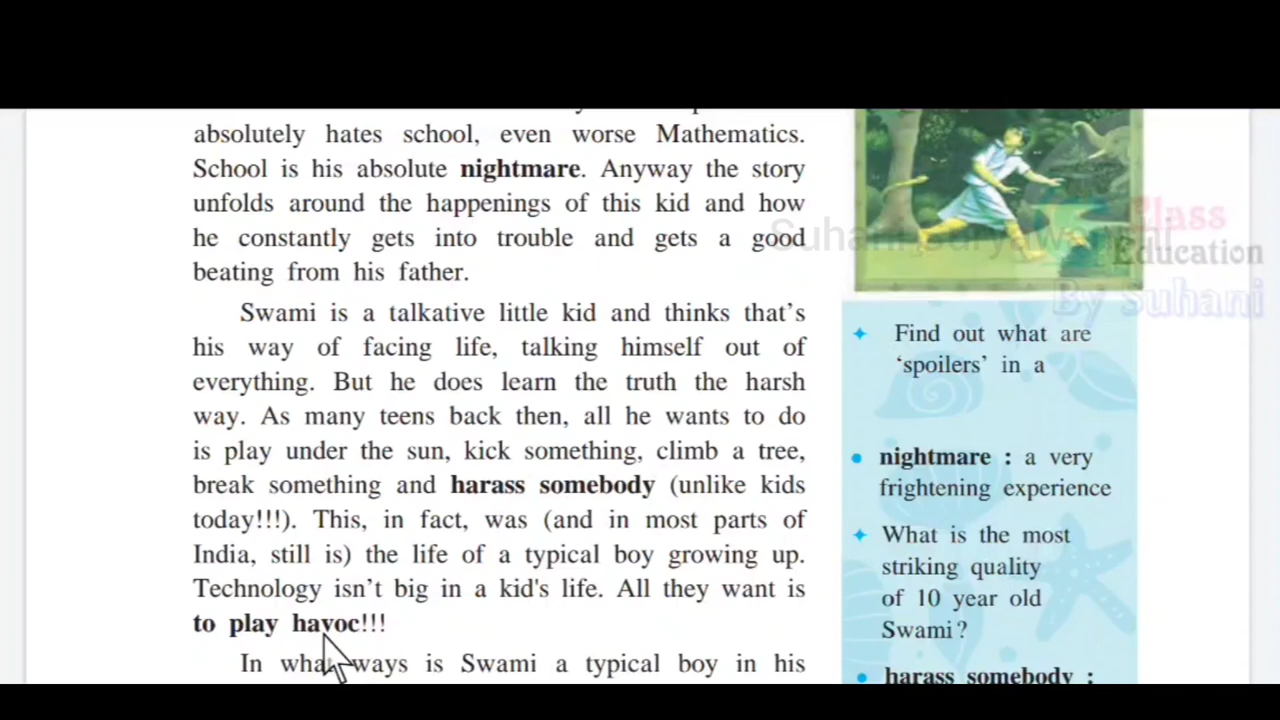 absolutely hates school, even worse Mathematics.
School is his absolute nightmare. Anyway the story
unfolds around the happenings of this kid and how
he constantly gets into trouble and gets a good
beating from his father.
Swami is a talkative little kid and thinks that's
his way of facing life, talking himself out of
everything. But he does learn the truth the harsh
way. As many teens back then, all he wants to do
is play under the sun, kick something, climb a tree,
break something and harass somebody (unlike kids
today!!!). This, in fact, was (and in most parts of
India, still is) the life of a typical boy growing up.
Technology isn't big in a kid's life. All they want is
to play havoc!!!
In what ways is Swami a typical boy in his
Class
Education
By Suhani
Find out what are
'spoilers' in a
nightmare : a very
frightening experience
What is the most
striking quality
of 10 year old
Swami?
harass somebody :